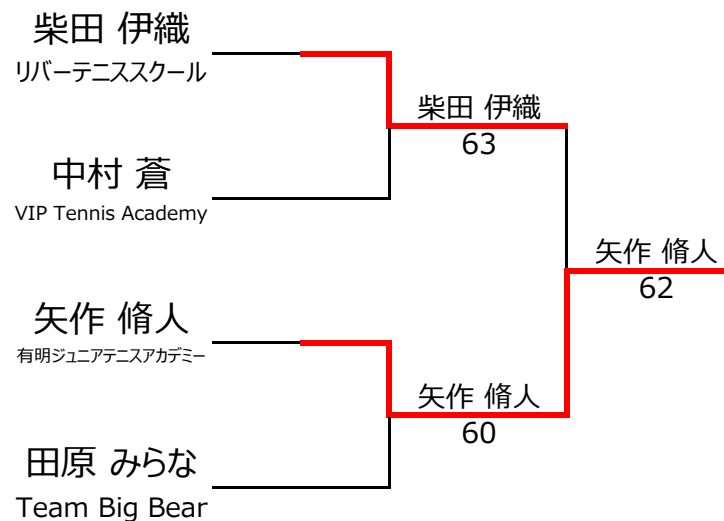 柴田 伊織
リバーテニススクール
柴田 伊織
63
中村 蒼
VIP Tennis Academy
矢作 脩人
62
矢作 脩人
有明ジュニアテニスアカデミー
矢作 脩人
60
田原 みらな
Team Big Bear